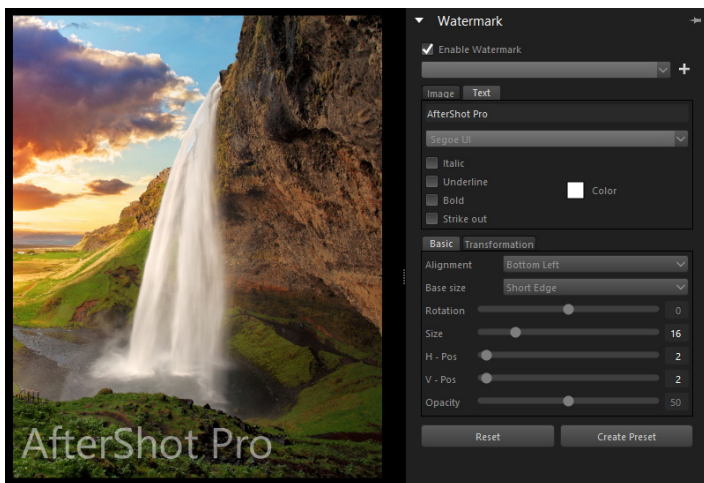 Watermark
Enable Watermark
Image Text
AfterShot Pro
Segoe UI
Italic
Underline
Color
Bold
Strike out
Basic Transformation
Alignment Bottom Left
Base size Short Edge
Rotation 0
Size 16
H - Pos 2
V - Pos 2
Opacity 50
Reset Create Preset
AfterShot Pro